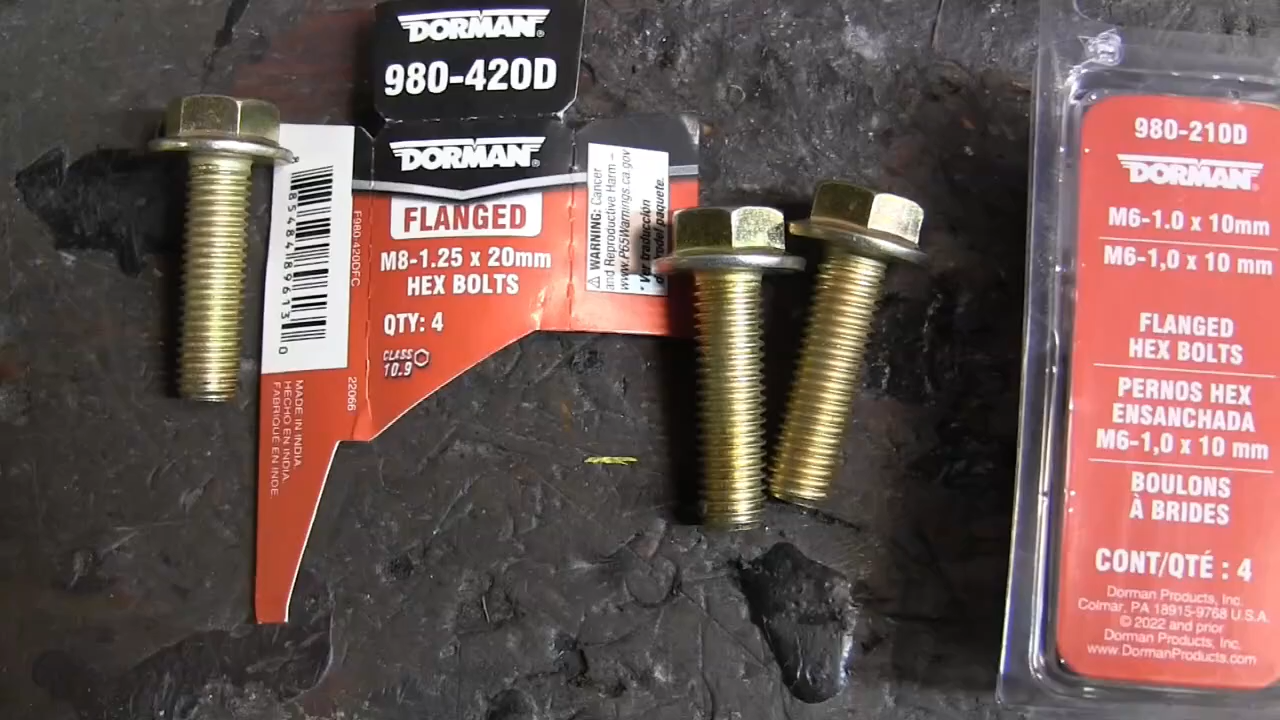 DORMAN
980-420D
DORMAN
FLANGED
M8-1.25 x 20mm
HEX BOLTS
QTY: 4
CLASS
10.9
F980-420DFC
22066
MADE IN INDIA.
HECHO EN INDIA.
FABRIQUÉ EN INDE.
WARNING: Cancer
and Reproductive Harm –
www.P65Warnings.ca.gov
traducción
paquete.
980-210D
DORMAN
M6-1.0 x 10mm
M6-1,0 x 10 mm
FLANGED
HEX BOLTS
PERNOS HEX
ENSANCHADA
M6-1,0 x 10 mm
BOULONS
À BRIDES
CONT/QTÉ : 4
Dorman Products, Inc.
Colmar, PA 18915-9768 U.S.A.
© 2022 and prior
Dorman Products, Inc.
www.DormanProducts.com